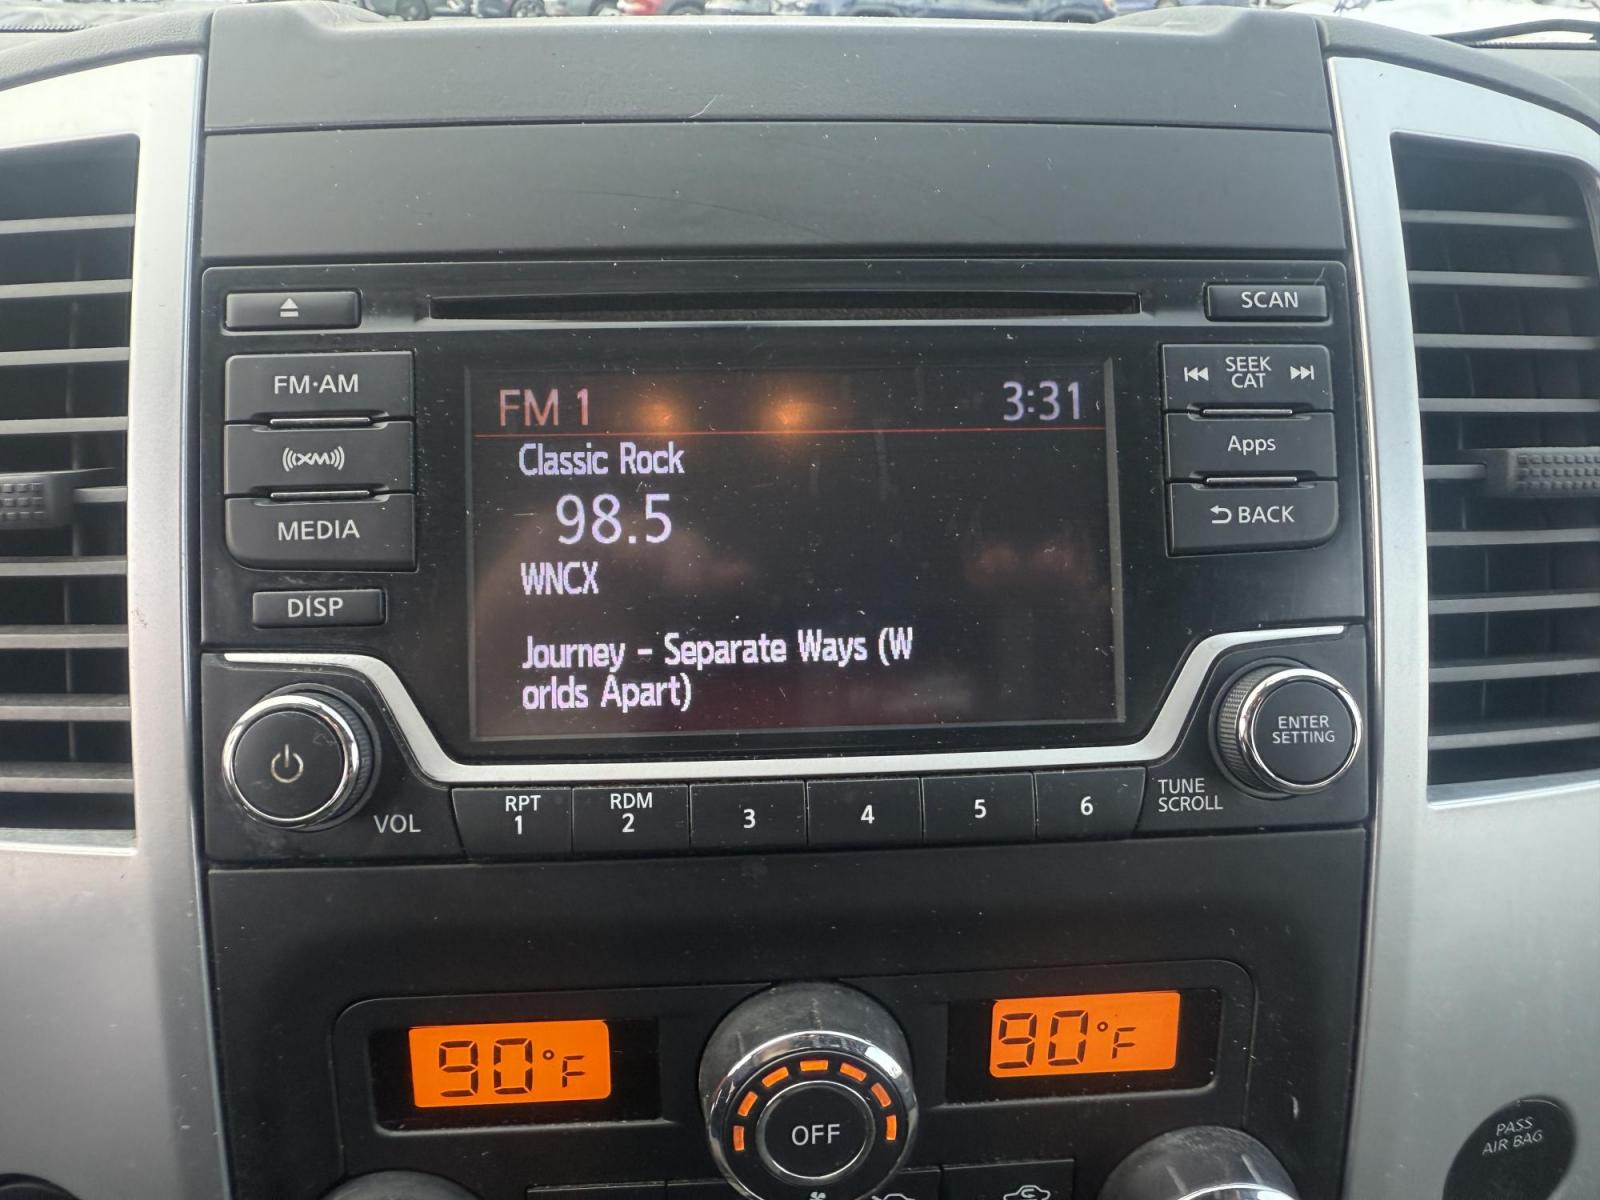 SCAN
FM·AM
SEEK
CAT
XM
Apps
MEDIA
BACK
DISP
FM 1
3:31
Classic Rock
98.5
WNCX
Journey - Separate Ways (W
orlds Apart)
VOL
RPT
1
RDM
2
3
4
5
6
TUNE
SCROLL
ENTER
SETTING
90°F
90°F
OFF
PASS
AIR BAG